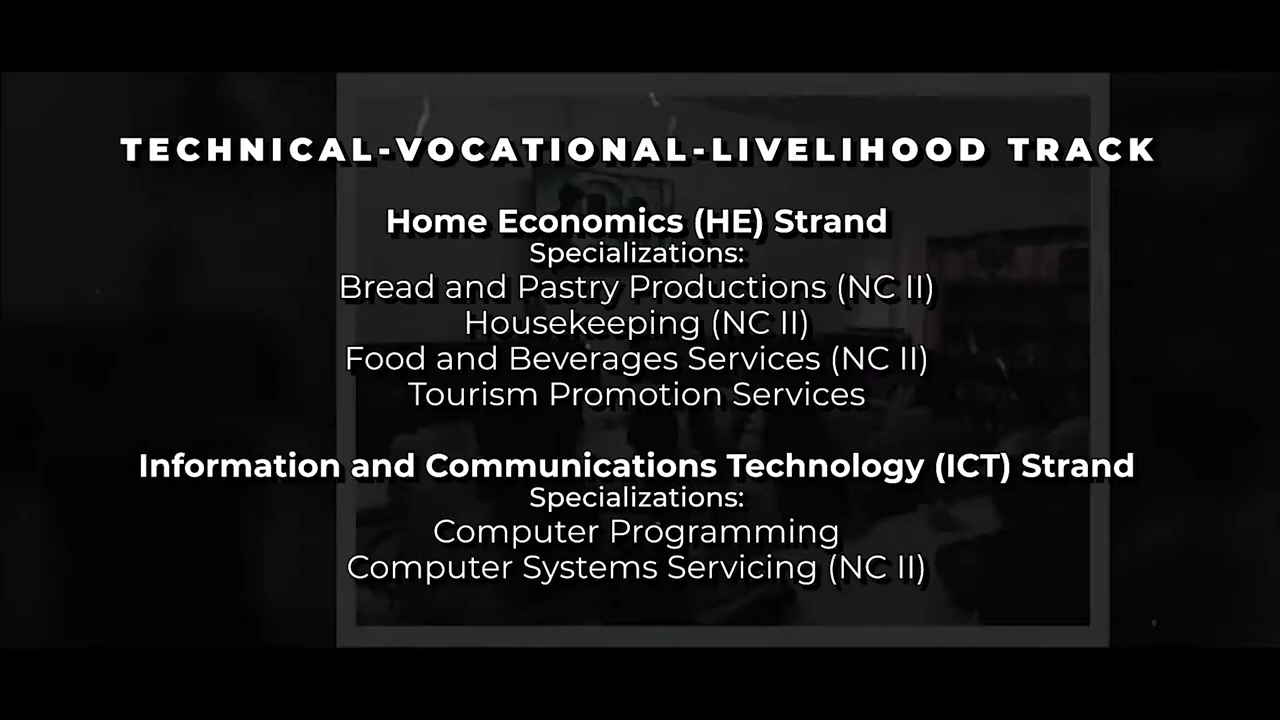 TECHNICAL-VOCATIONAL-LIVELIHOOD TRACK
Home Economics (HE) Strand
Specializations:
Bread and Pastry Productions (NC II)
Housekeeping (NC II)
Food and Beverages Services (NC II)
Tourism Promotion Services
Information and Communications Technology (ICT) Strand
Specializations:
Computer Programming
Computer Systems Servicing (NC II)